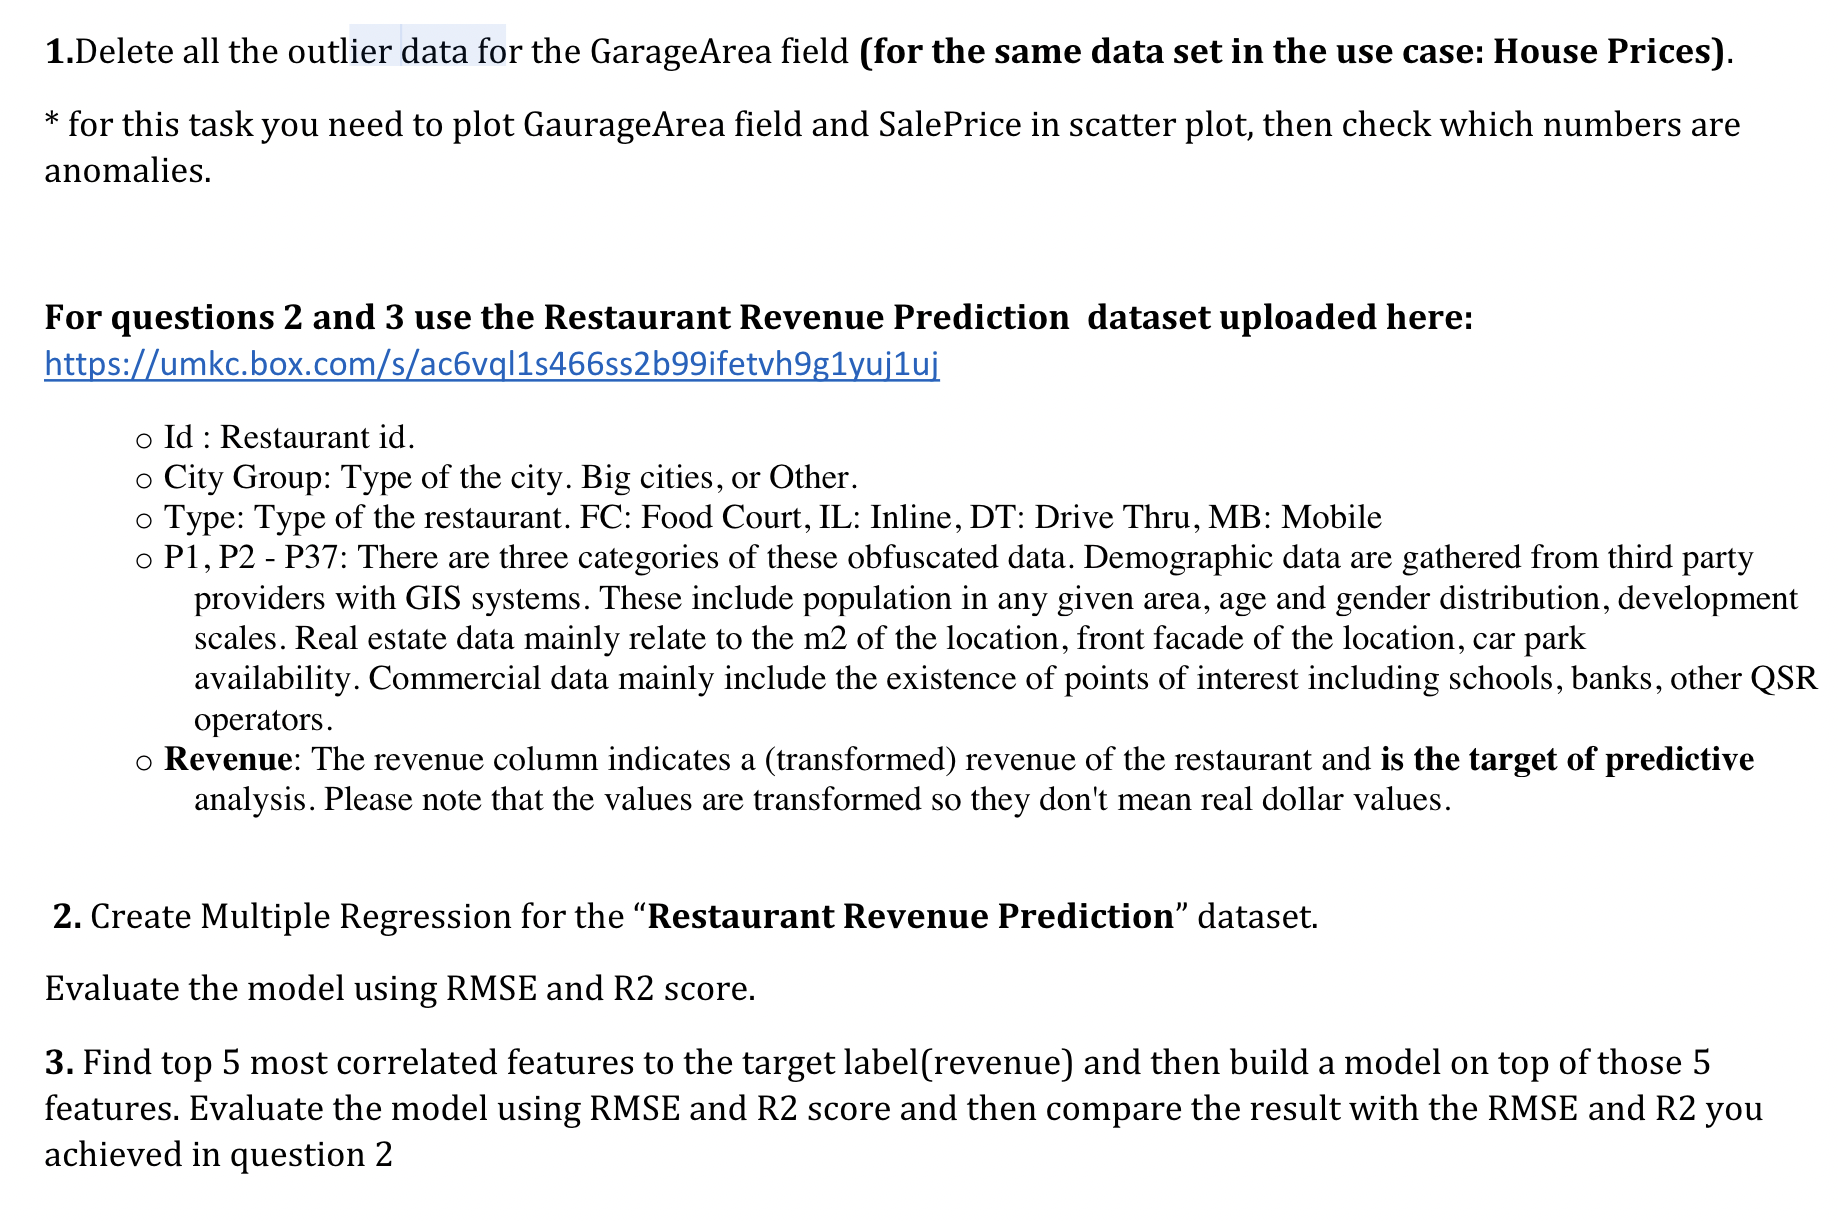 1.Delete all the outlier data for the GarageArea field (for the same data set in the use case: House Prices).
* for this task you need to plot GaurageArea field and SalePrice in scatter plot, then check which numbers are
anomalies.
For questions 2 and 3 use the Restaurant Revenue Prediction  dataset uploaded here:
https://umkc.box.com/s/ac6vql1s466ss2b99ifetvh9g1yuj1uj
o Id : Restaurant id.
o City Group: Type of the city. Big cities, or Other.
o Type: Type of the restaurant. FC: Food Court, IL: Inline, DT: Drive Thru, MB: Mobile
o P1, P2 - P37: There are three categories of these obfuscated data. Demographic data are gathered from third party
providers with GIS systems. These include population in any given area, age and gender distribution, development
scales. Real estate data mainly relate to the m2 of the location, front facade of the location, car park
availability. Commercial data mainly include the existence of points of interest including schools, banks, other QSR
operators.
o Revenue: The revenue column indicates a (transformed) revenue of the restaurant and is the target of predictive
analysis. Please note that the values are transformed so they don't mean real dollar values.
2. Create Multiple Regression for the “Restaurant Revenue Prediction” dataset.
Evaluate the model using RMSE and R2 score.
3. Find top 5 most correlated features to the target label(revenue) and then build a model on top of those 5
features. Evaluate the model using RMSE and R2 score and then compare the result with the RMSE and R2 you
achieved in question 2